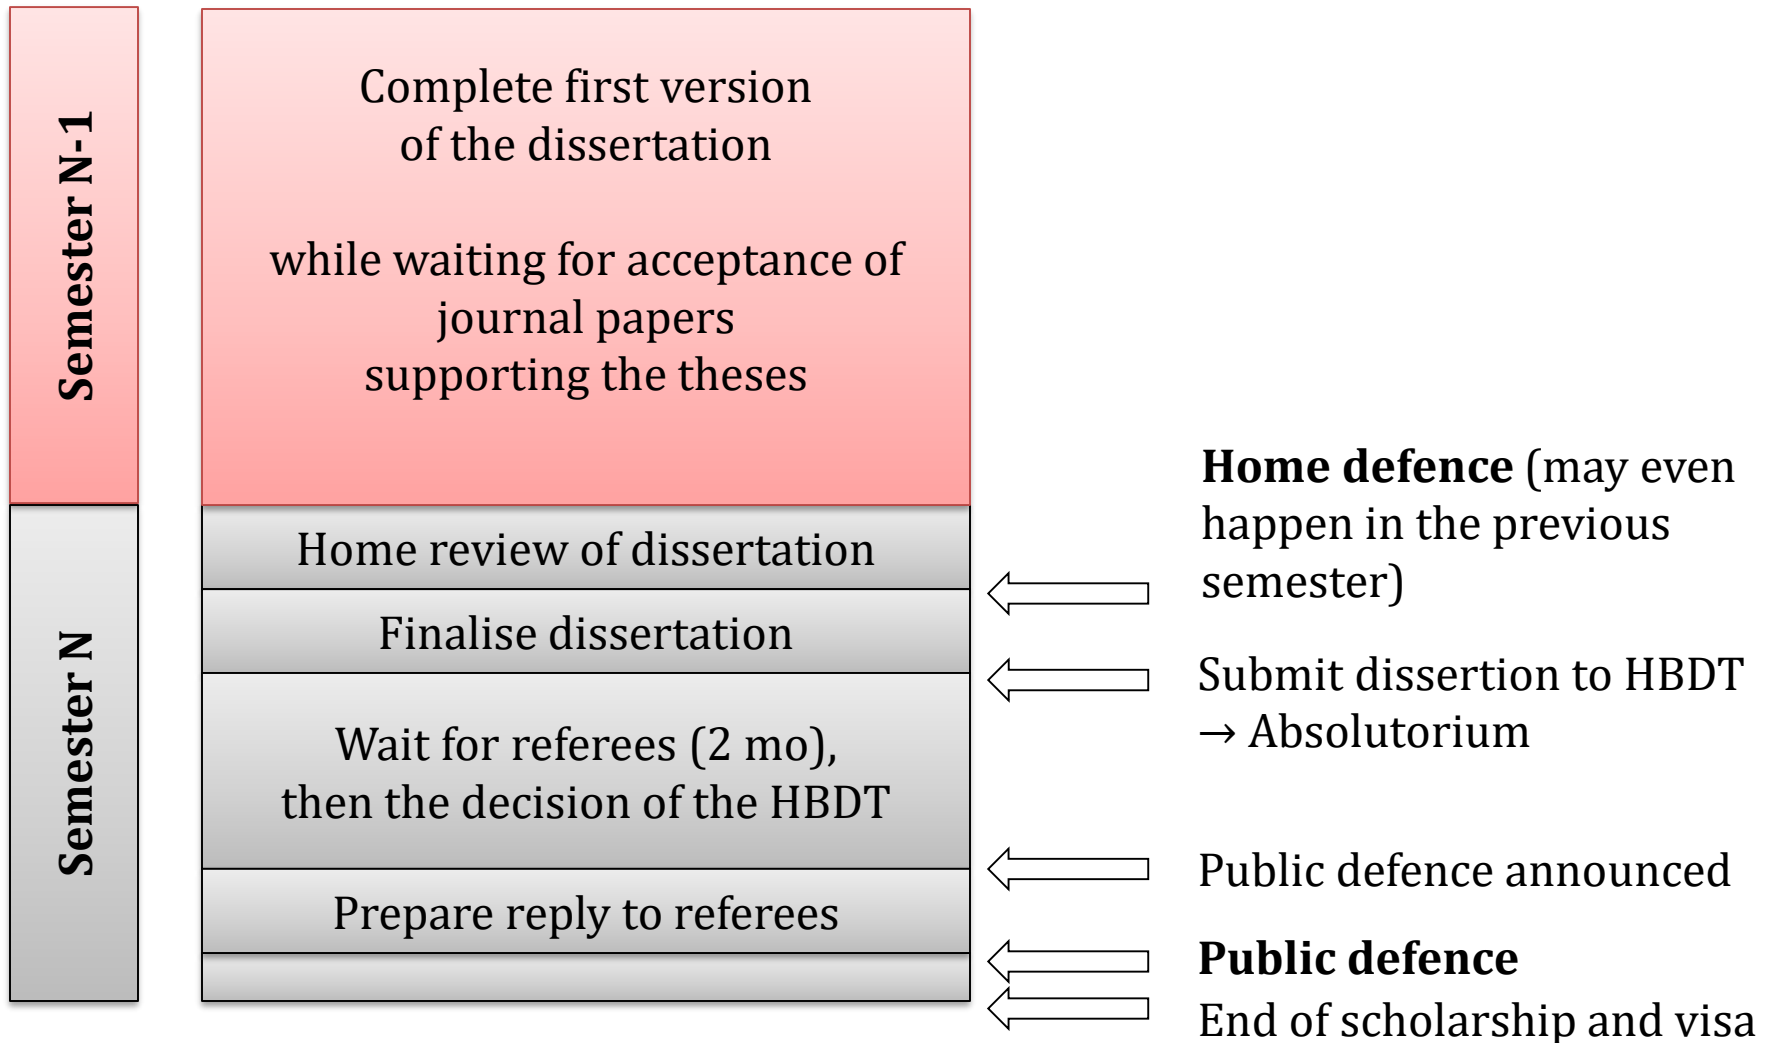 Semester N-1
Complete first version
of the dissertation
while waiting for acceptance of
journal papers
supporting the theses
Semester N
Home review of dissertation
Home defence (may even
happen in the previous
semester)
Finalise dissertation
Submit dissertion to HBDT
→ Absolutorium
Wait for referees (2 mo),
then the decision of the HBDT
Public defence announced
Prepare reply to referees
Public defence
End of scholarship and visa